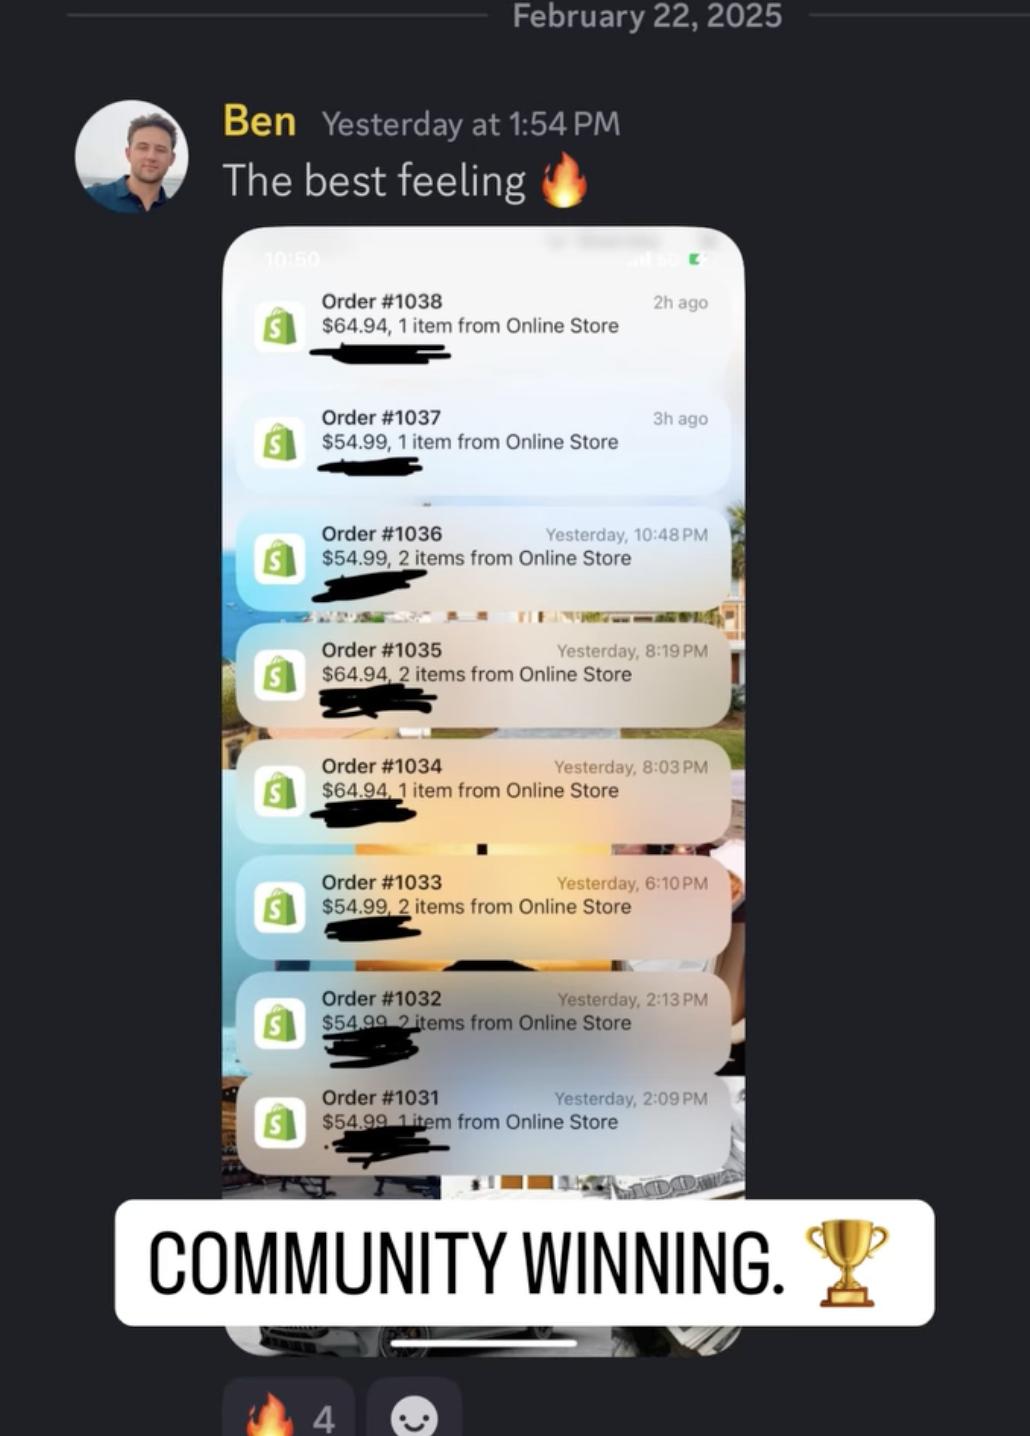 February 22, 2025
Ben Yesterday at 1:54 PM
The best feeling 🔥
10:50
Order #1038 2h ago
$64.94, 1 item from Online Store
Order #1037 3h ago
$54.99, 1 item from Online Store
Order #1036 Yesterday, 10:48 PM
$54.99, 2 items from Online Store
Order #1035 Yesterday, 8:19 PM
$64.94, 2 items from Online Store
Order #1034 Yesterday, 8:03 PM
$64.94, 1 item from Online Store
Order #1033 Yesterday, 6:10 PM
$54.99, 2 items from Online Store
Order #1032 Yesterday, 2:13 PM
$54.99, 2 items from Online Store
Order #1031 Yesterday, 2:09 PM
$54.99, 1 item from Online Store
100
COMMUNITY WINNING. 🏆
🔥 4